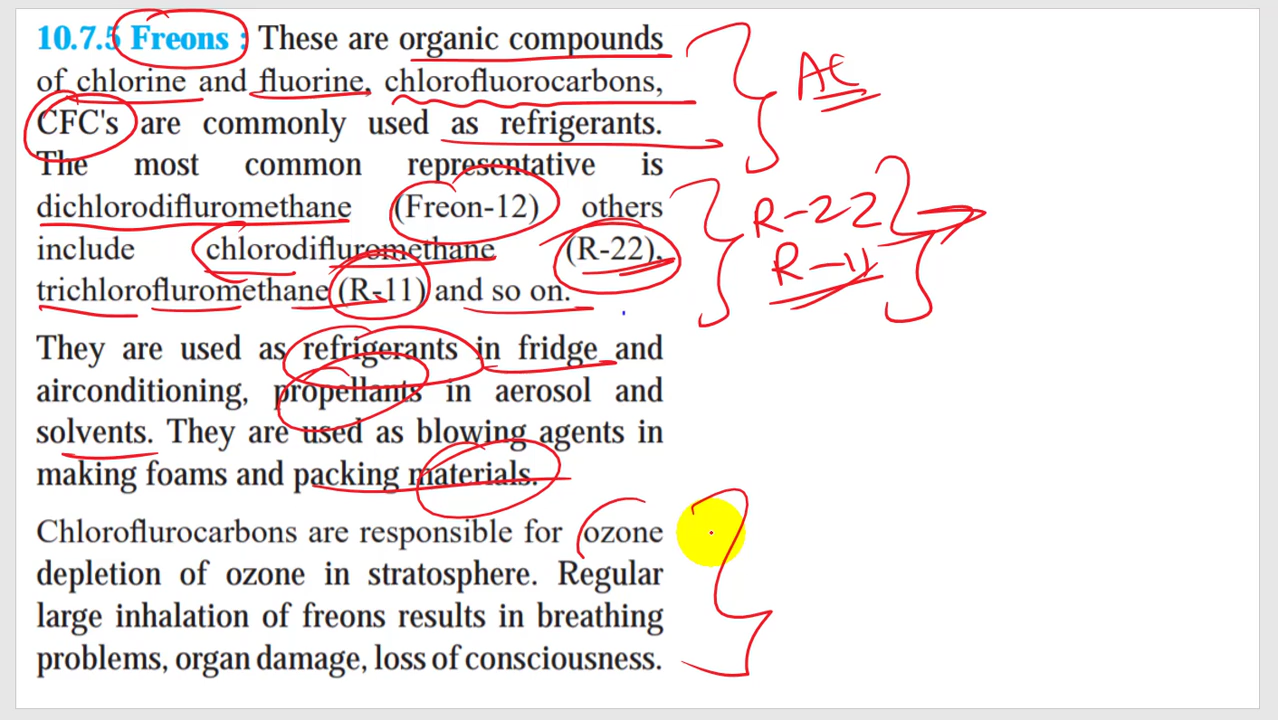 10.7.5 Freons : These are organic compounds
of chlorine and fluorine, chlorofluorocarbons,
CFC's are commonly used as refrigerants.
The most common representative is
dichlorodifluromethane (Freon-12) others
include chlorodifluromethane (R-22),
trichlorofluromethane (R-11) and so on.
They are used as refrigerants in fridge and
airconditioning, propellants in aerosol and
solvents. They are used as blowing agents in
making foams and packing materials.
Chloroflurocarbons are responsible for ozone
depletion of ozone in stratosphere. Regular
large inhalation of freons results in breathing
problems, organ damage, loss of consciousness.
AC
R-22
R-11